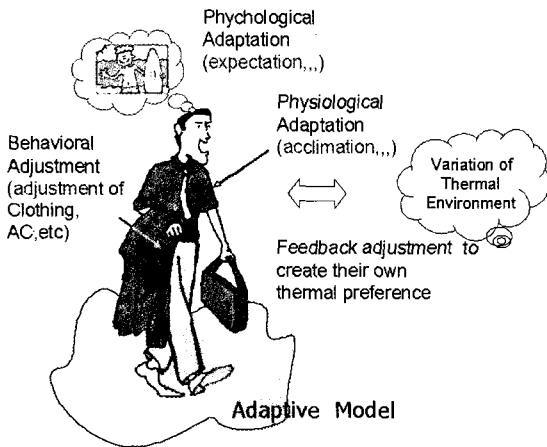 Phychological
Adaptation
(expectation,,,)
Physiological
Adaptation
(acclimation,,,)
Behavioral
Adjustment
(adjustment of
Clothing,
AC,etc)
Variation of
Thermal
Environment
Feedback adjustment to
create their own
thermal preference
Adaptive Model